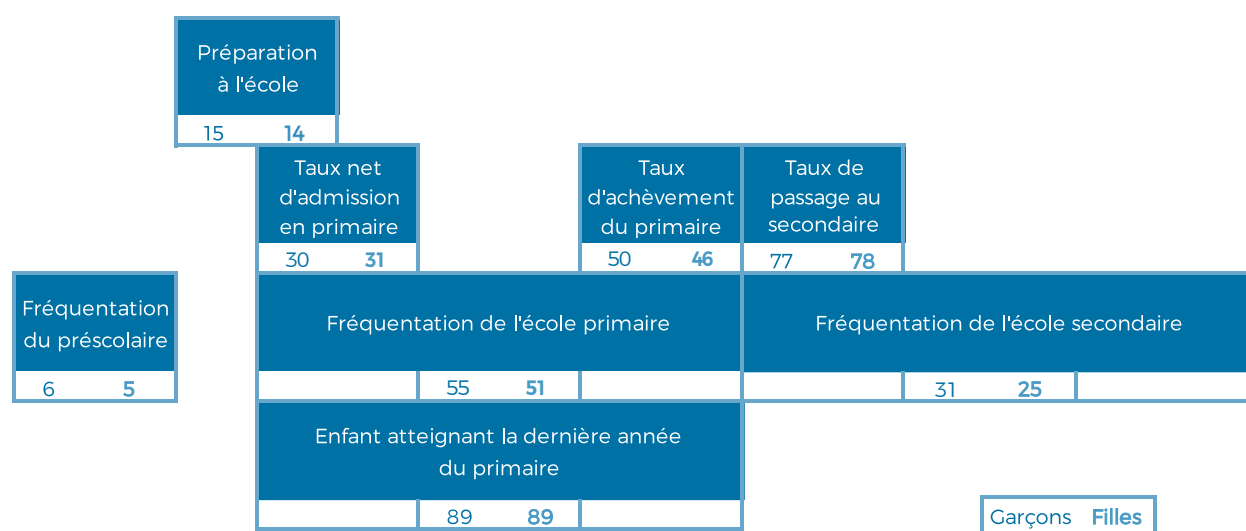 Préparation
à l'école
15 14
Taux net
d'admission
en primaire
30 31
Taux
d'achèvement
du primaire
50 46
Taux de
passage au
secondaire
77 78
Fréquentation
du préscolaire
6 5
Fréquentation de l'école primaire
55 51
Fréquentation de l'école secondaire
31 25
Enfant atteignant la dernière année
du primaire
89 89
Garçons Filles